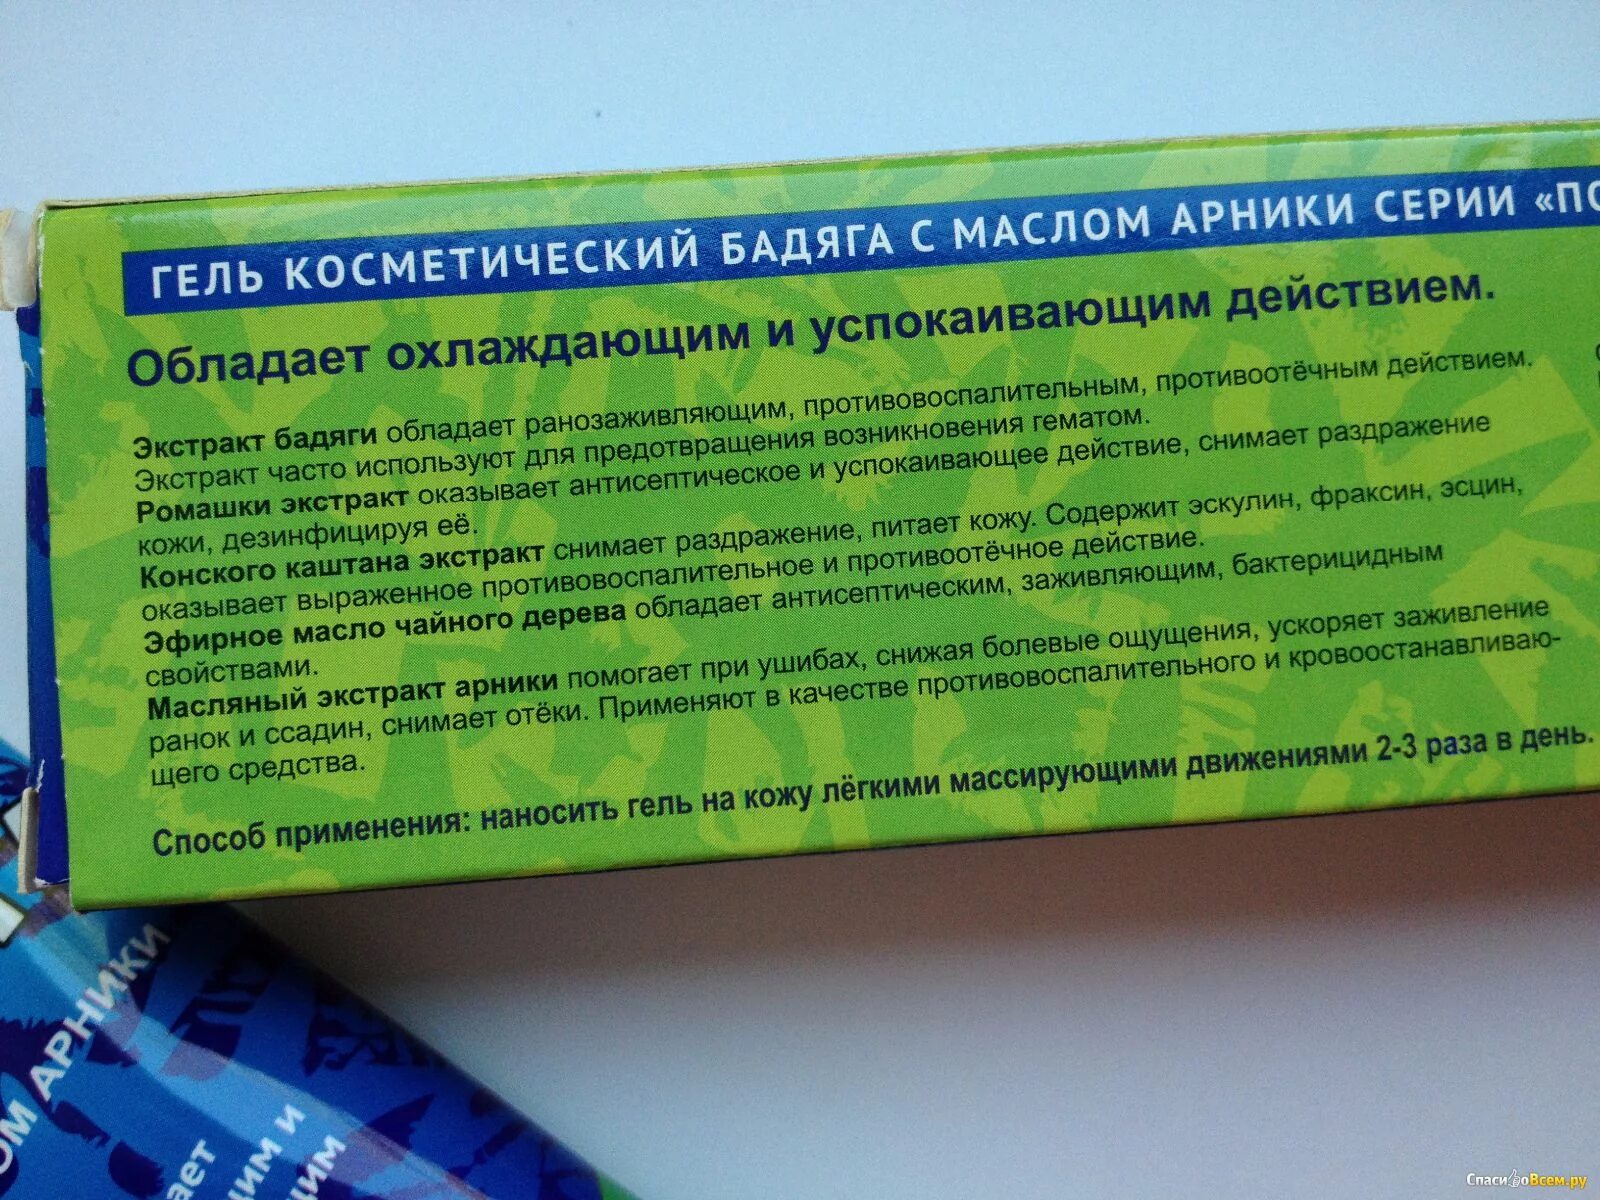 ГЕЛЬ КОСМЕТИЧЕСКИЙ БАДЯГА С МАСЛОМ АРНИКИ СЕРИИ «ПО
Обладает охлаждающим и успокаивающим действием.
Экстракт бадяги обладает ранозаживляющим, противовоспалительным, противоотёчным действием.
Экстракт часто используют для предотвращения возникновения гематом.
Ромашки экстракт оказывает антисептическое и успокаивающее действие, снимает раздражение
кожи, дезинфицируя её.
Конского каштана экстракт снимает раздражение, питает кожу. Содержит эскулин, фраксин, эсцин,
оказывает выраженное противовоспалительное и противоотёчное действие.
Эфирное масло чайного дерева обладает антисептическим, заживляющим, бактерицидным
свойствами.
Масляный экстракт арники помогает при ушибах, снижая болевые ощущения, ускоряет заживление
ранок и ссадин, снимает отёки. Применяют в качестве противовоспалительного и кровоостанавливаю-
щего средства.
Способ применения: наносить гель на кожу лёгкими массирующими движениями 2-3 раза в день.
ОМ АРНИКИ
ает
щим и
щим
СпасибоВсем.ру